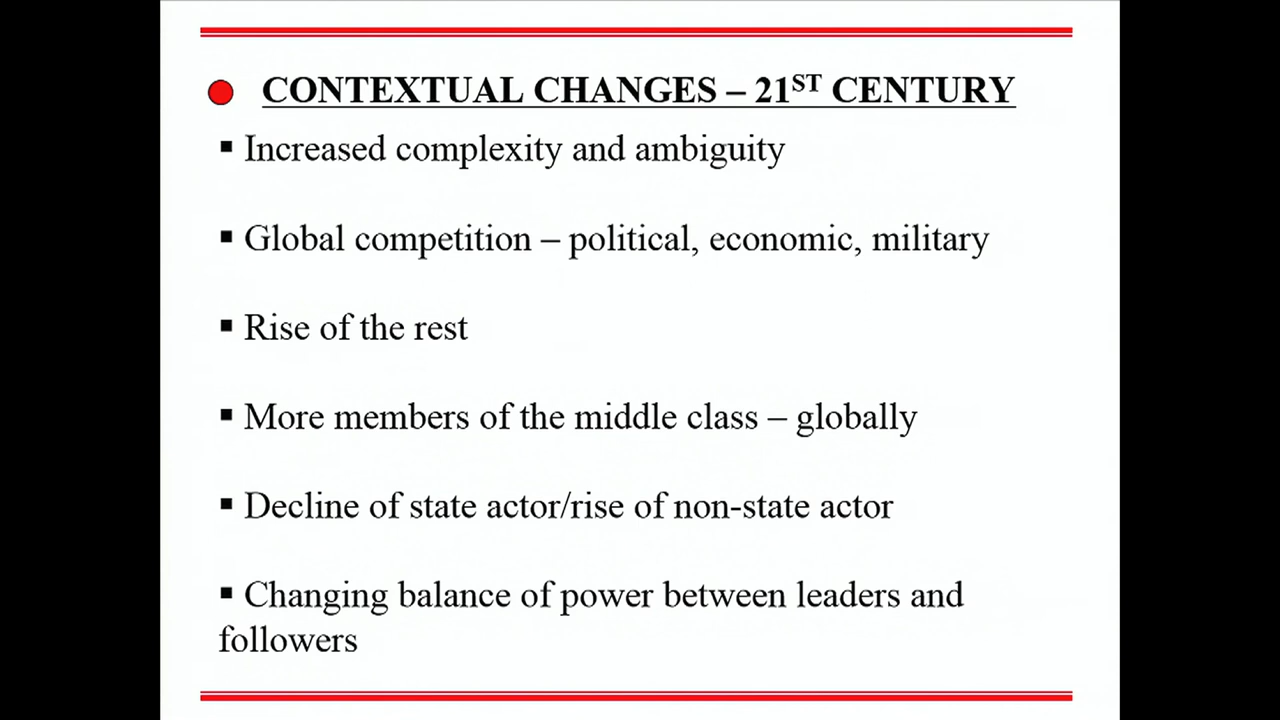 CONTEXTUAL CHANGES – 21ST CENTURY
▪ Increased complexity and ambiguity
▪ Global competition – political, economic, military
▪ Rise of the rest
▪ More members of the middle class – globally
▪ Decline of state actor/rise of non-state actor
▪ Changing balance of power between leaders and
followers